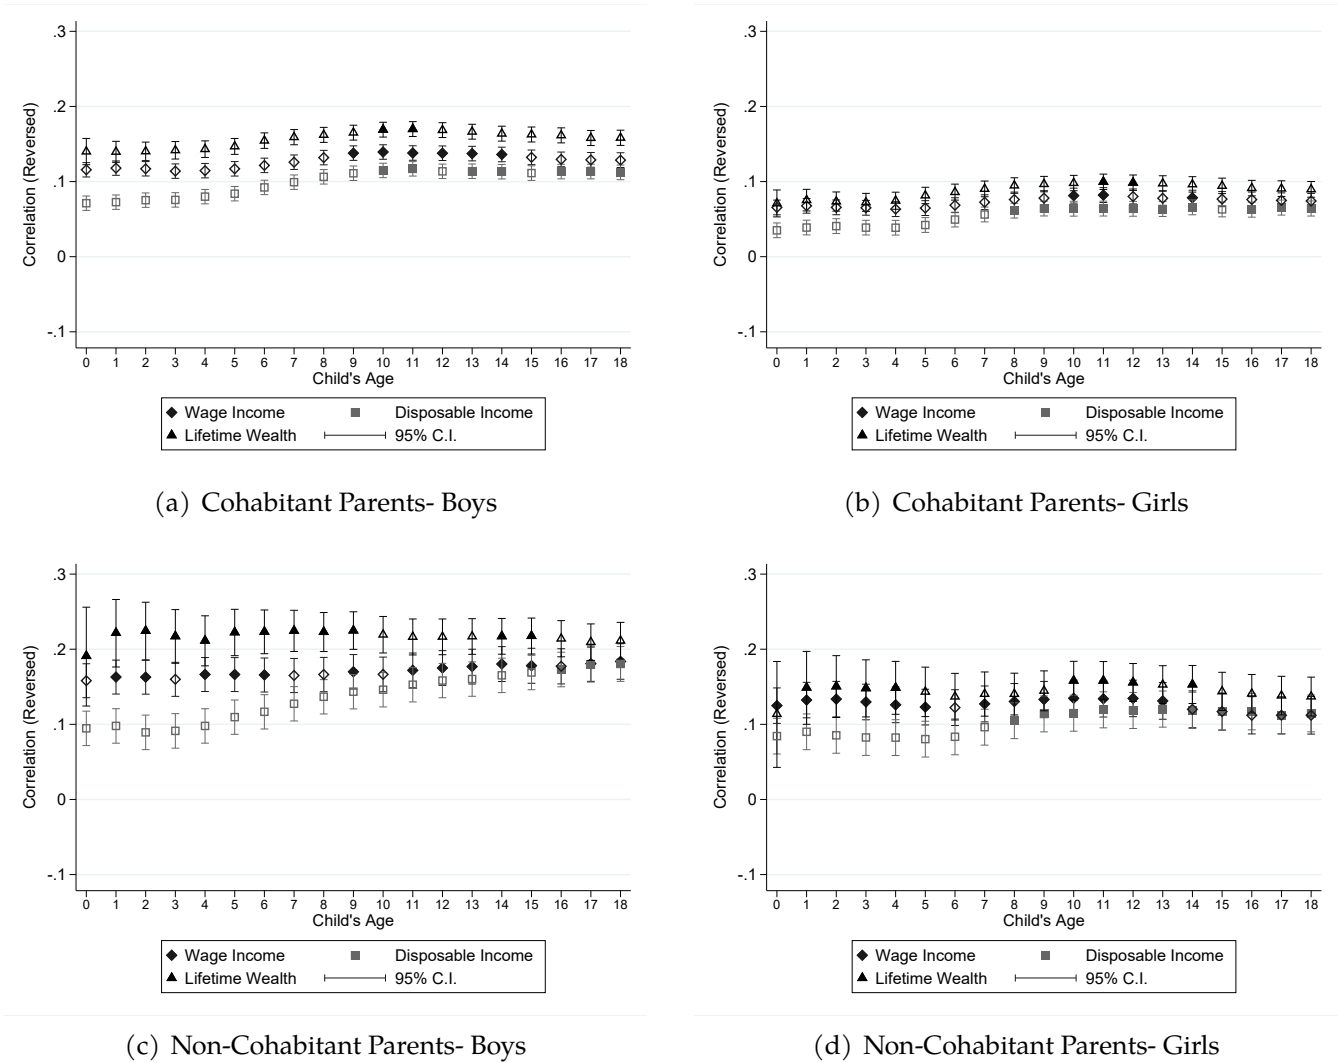 .3
.2
.1
0
-.1
Correlation (Reversed)
0 1 2 3 4 5 6 7 8 9 10 11 12 13 14 15 16 17 18
Child's Age
Wage Income Disposable Income
Lifetime Wealth 95% C.I.
(a) Cohabitant Parents- Boys
.3
.2
.1
0
-.1
Correlation (Reversed)
0 1 2 3 4 5 6 7 8 9 10 11 12 13 14 15 16 17 18
Child's Age
Wage Income Disposable Income
Lifetime Wealth 95% C.I.
(b) Cohabitant Parents- Girls
.3
.2
.1
0
-.1
Correlation (Reversed)
0 1 2 3 4 5 6 7 8 9 10 11 12 13 14 15 16 17 18
Child's Age
Wage Income Disposable Income
Lifetime Wealth 95% C.I.
(c) Non-Cohabitant Parents- Boys
.3
.2
.1
0
-.1
Correlation (Reversed)
0 1 2 3 4 5 6 7 8 9 10 11 12 13 14 15 16 17 18
Child's Age
Wage Income Disposable Income
Lifetime Wealth 95% C.I.
(d) Non-Cohabitant Parents- Girls